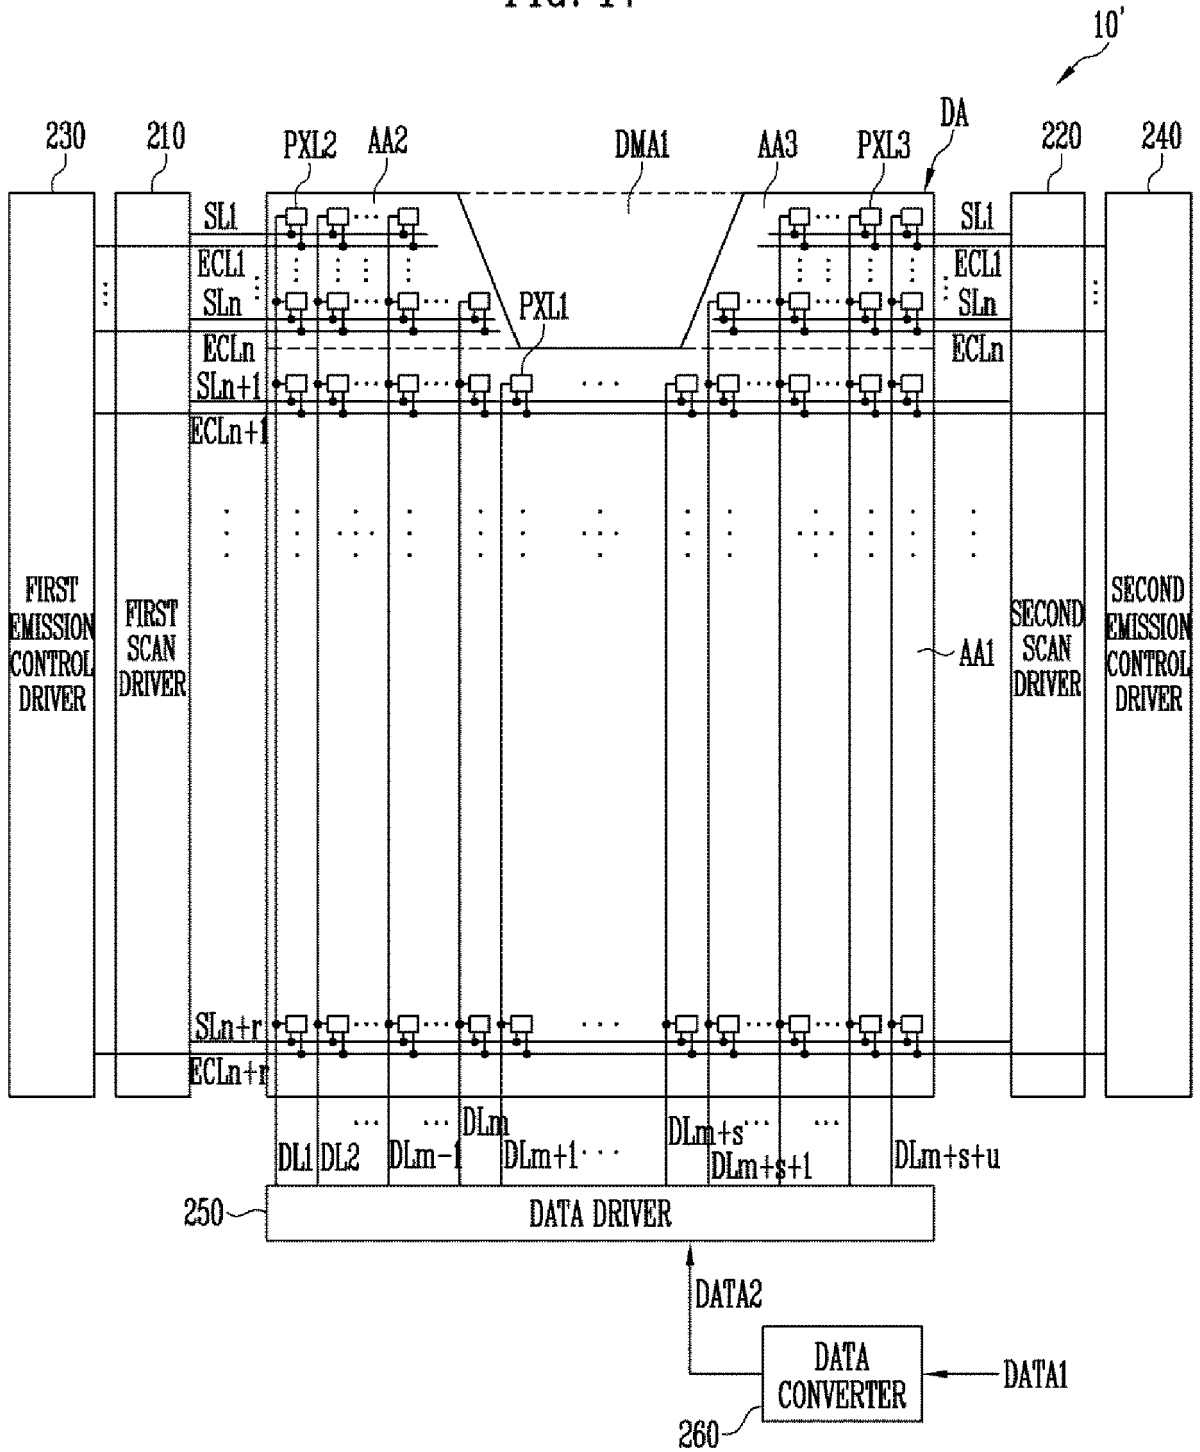 10'
230
210
PXL2
AA2
DMA1
AA3
PXL3
DA
220
240
SL1
SL1
ECL1
ECL1
SLn
SLn
PXL1
ECLn
ECLn
SLn+1
ECLn+1
FIRST
EMISSION
CONTROL
DRIVER
FIRST
SCAN
DRIVER
AA1
SECOND
SCAN
DRIVER
SECOND
EMISSION
CONTROL
DRIVER
SLn+r
ECLn+r
DL1
DL2
DLm-1
DLm
DLm+1
DLm+s
DLm+s+1
DLm+s+u
250
DATA DRIVER
DATA2
DATA
CONVERTER
DATA1
260